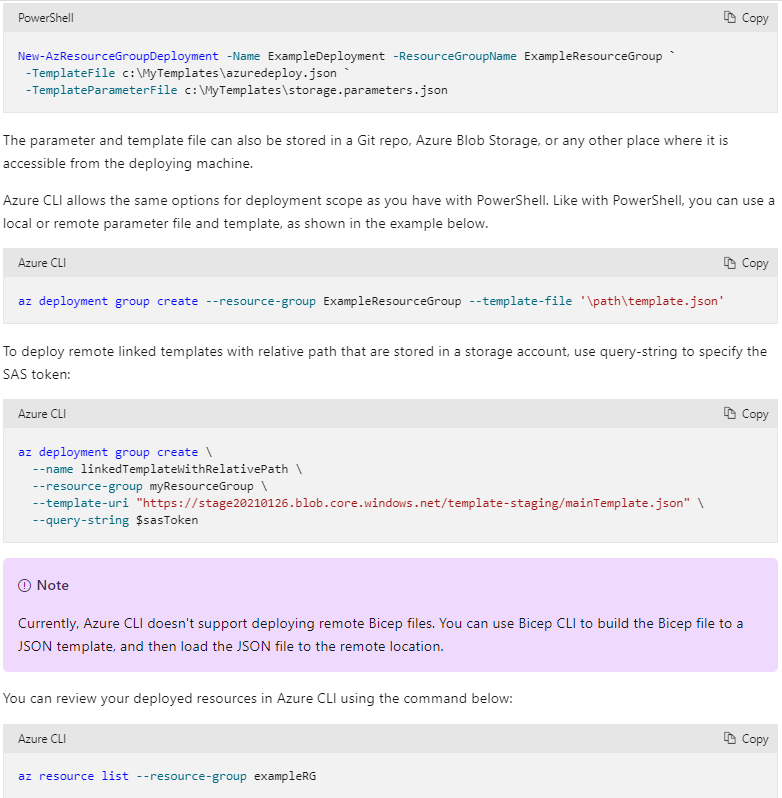 PowerShell
Copy
New-AzResourceGroupDeployment -Name ExampleDeployment -ResourceGroupName ExampleResourceGroup `
-TemplateFile c:\MyTemplates\azuredeploy.json `
-TemplateParameterFile c:\MyTemplates\storage.parameters.json
The parameter and template file can also be stored in a Git repo, Azure Blob Storage, or any other place where it is
accessible from the deploying machine.
Azure CLI allows the same options for deployment scope as you have with PowerShell. Like with PowerShell, you can use a
local or remote parameter file and template, as shown in the example below.
Azure CLI
Copy
az deployment group create --resource-group ExampleResourceGroup --template-file '\path\template.json'
To deploy remote linked templates with relative path that are stored in a storage account, use query-string to specify the
SAS token:
Azure CLI
Copy
az deployment group create \
--name linkedTemplateWithRelativePath \
--resource-group myResourceGroup \
--template-uri "https://stage20210126.blob.core.windows.net/template-staging/mainTemplate.json" \
--query-string $sasToken
Note
Currently, Azure CLI doesn't support deploying remote Bicep files. You can use Bicep CLI to build the Bicep file to a
JSON template, and then load the JSON file to the remote location.
You can review your deployed resources in Azure CLI using the command below:
Azure CLI
Copy
az resource list --resource-group exampleRG